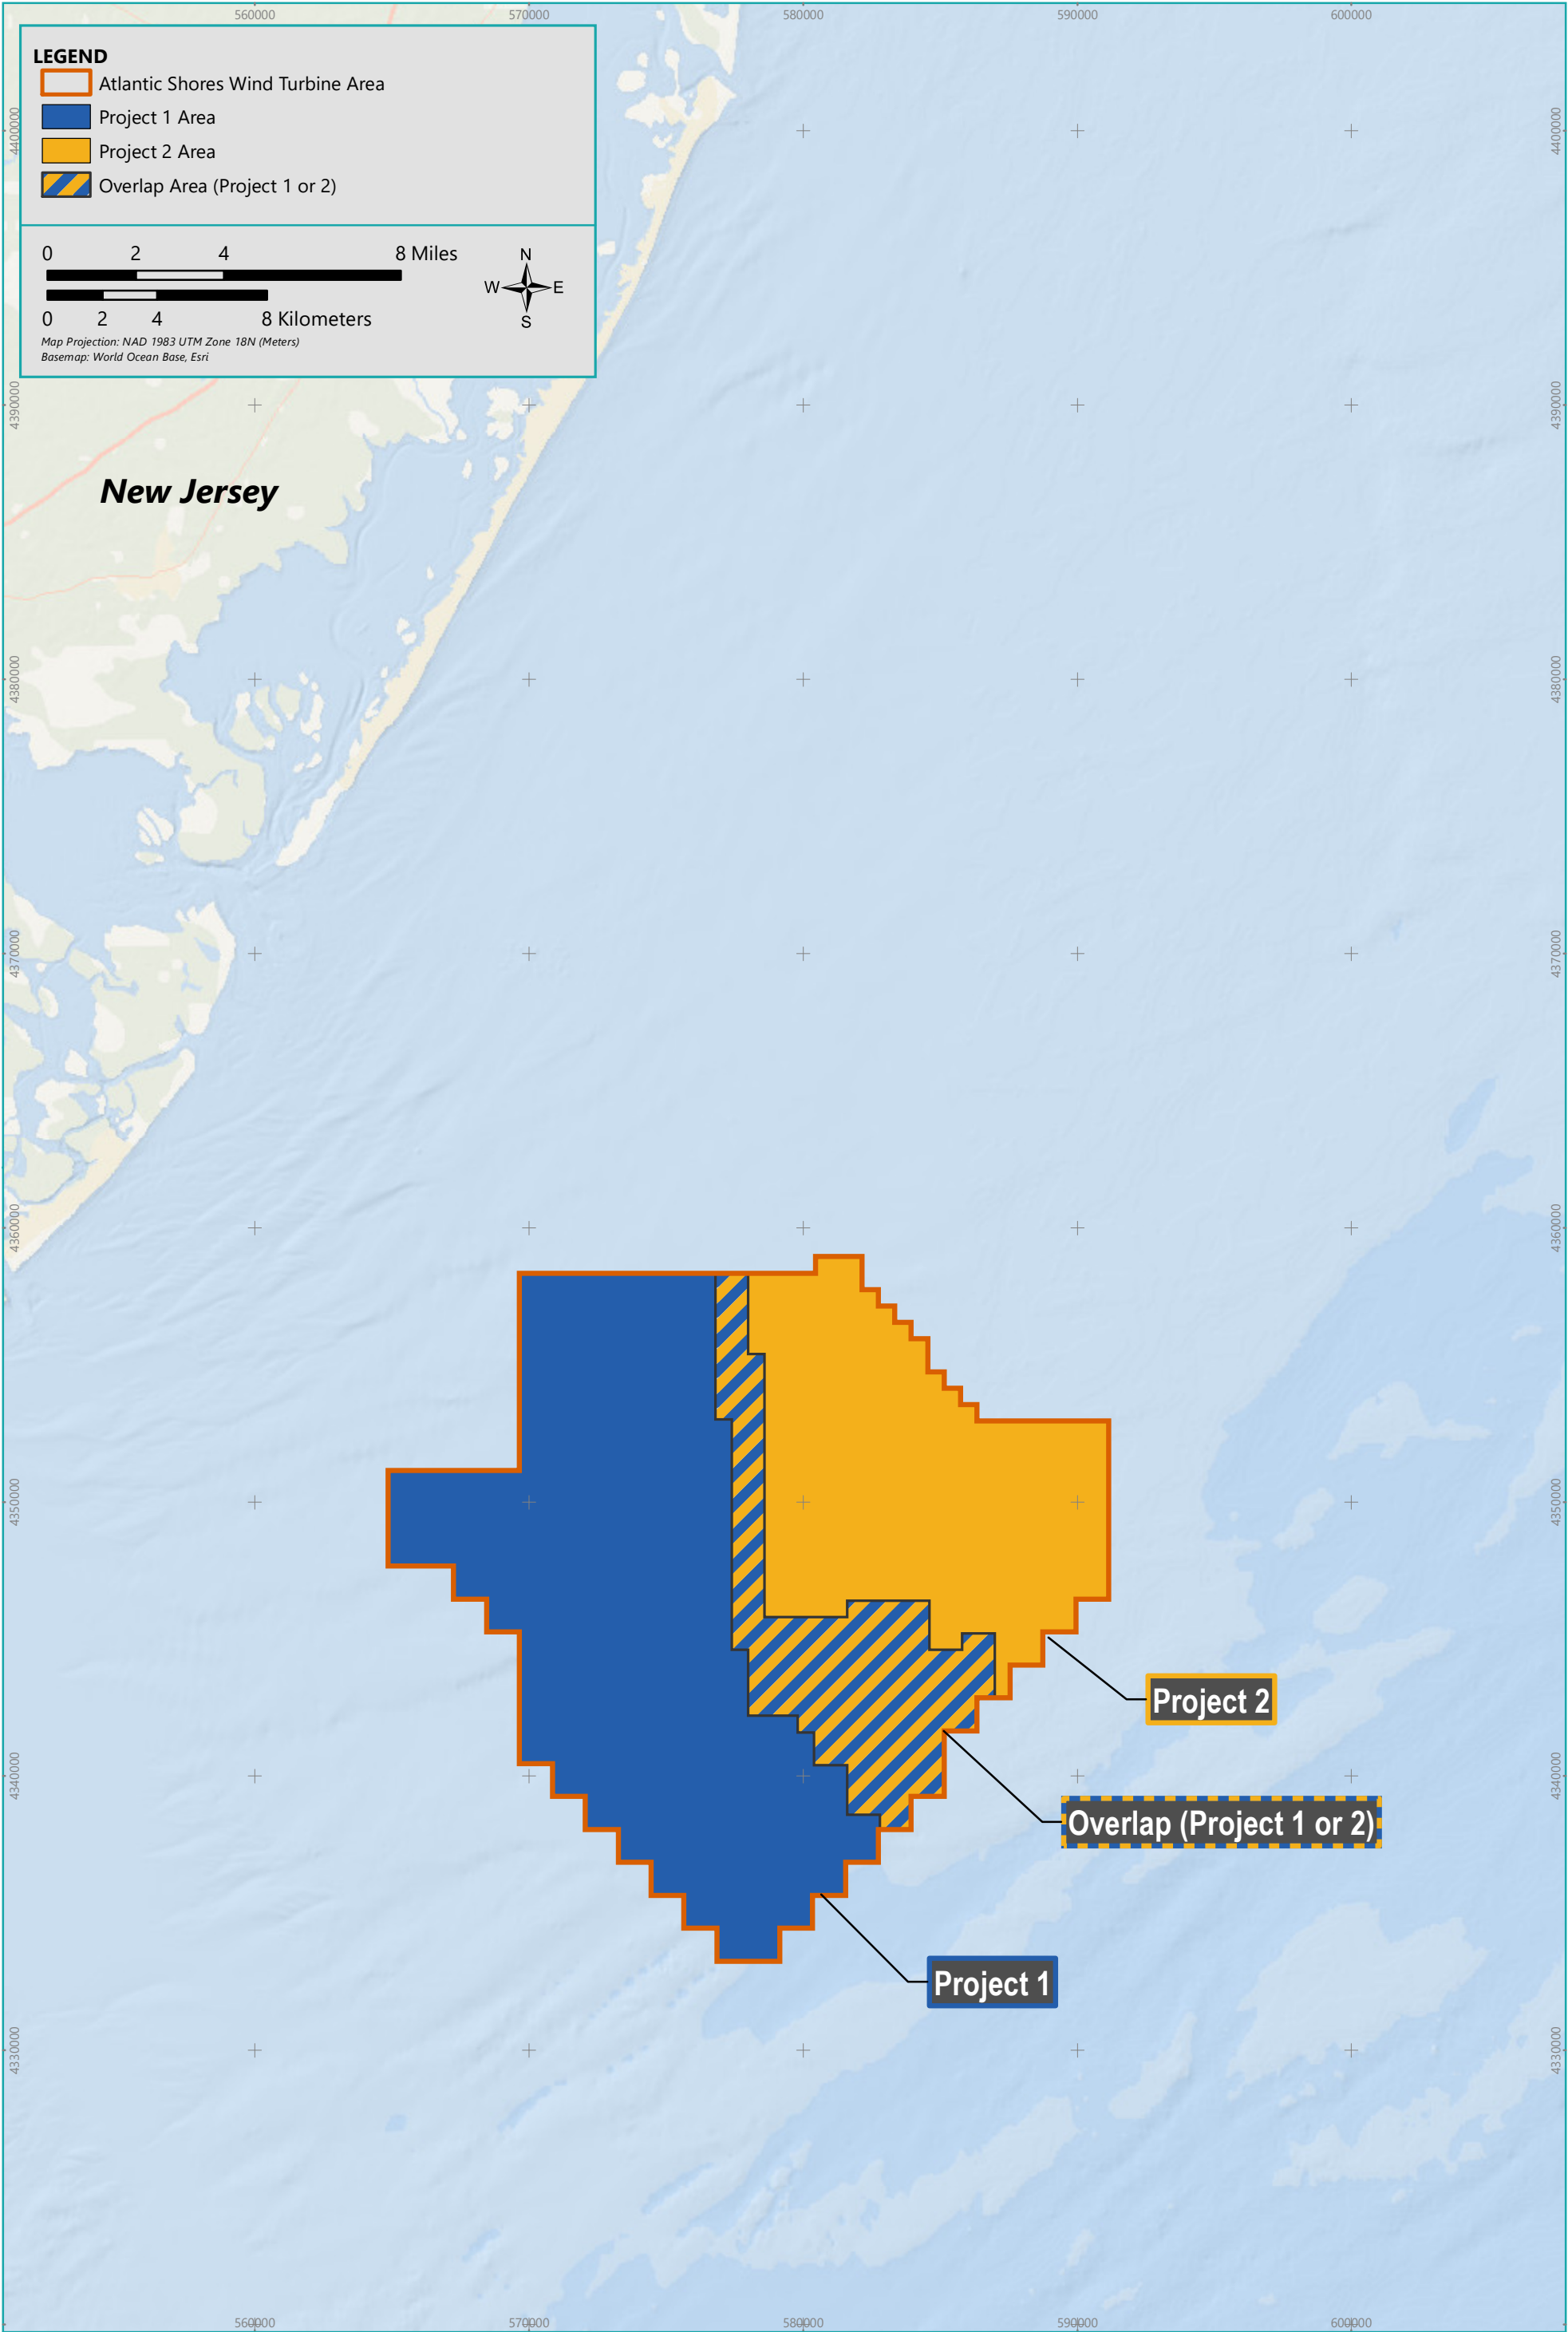 560000 570000 580000 590000 600000
LEGEND
Atlantic Shores Wind Turbine Area
Project 1 Area
Project 2 Area
Overlap Area (Project 1 or 2)
0 2 4 8 Miles
0 2 4 8 Kilometers
N
W E
S
Map Projection: NAD 1983 UTM Zone 18N (Meters)
Basemap: World Ocean Base, Esri
4400000 4400000
4390000 4390000
New Jersey
4380000 4380000
4370000 4370000
4360000 4360000
4350000 4350000
Project 2
4340000 4340000
Overlap (Project 1 or 2)
Project 1
4330000 4330000
560000 570000 580000 590000 600000